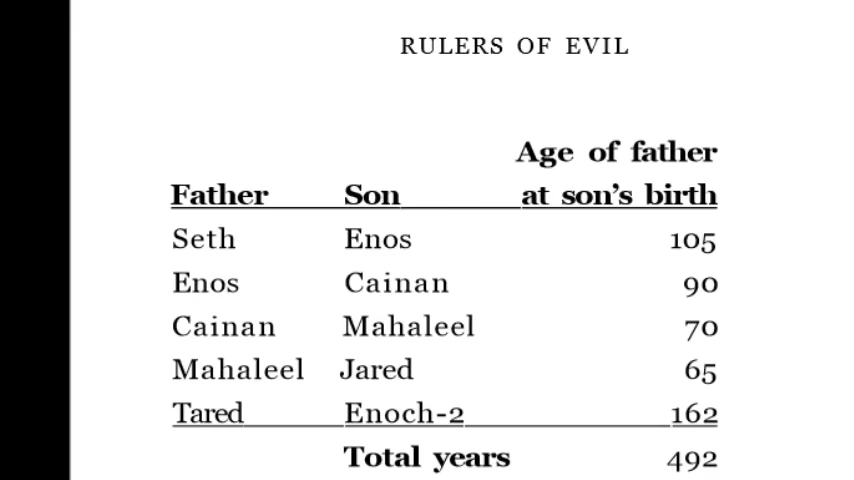 RULERS OF EVIL
Age of father
Father Son at son's birth
Seth Enos 105
Enos Cainan 90
Cainan Mahaleel 70
Mahaleel Jared 65
Tared Enoch-2 162
Total years 492